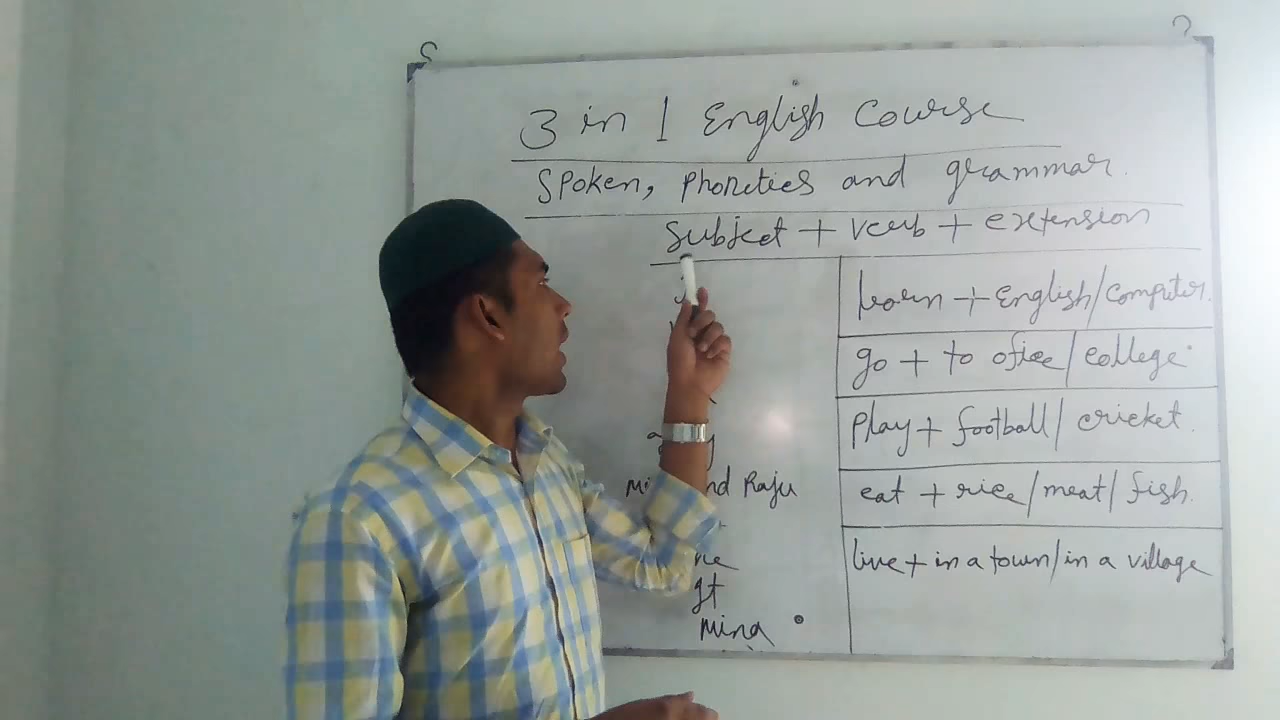 3 in 1 English Course
Spoken, Phonetics and grammar.
Subject + verb + extension
learn + English/Computer.
go + to office/college
Play + football/cricket.
and Raju
eat + rice/meat/fish.
live + in a town/in a village
Mina